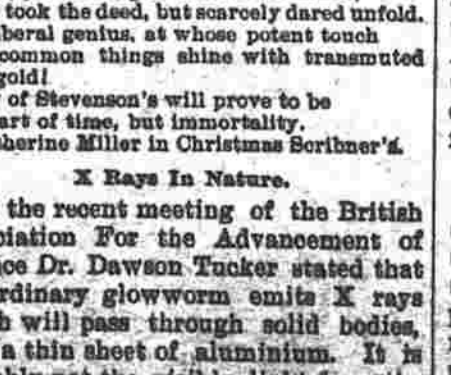 took the deed, but scarcely dared unfold.
beral genius, at whose potent touch
common things shine with transmuted
gold!
of Stevenson's will prove to be
art of time, but immortality.
herine Miller in Christmas Scribner's.
X Rays In Nature.
the recent meeting of the British
ciation For the Advancement of
ce Dr. Dawson Tucker stated that
rdinary glowworm emits X rays
h will pass through solid bodies,
a thin sheet of aluminium. It is